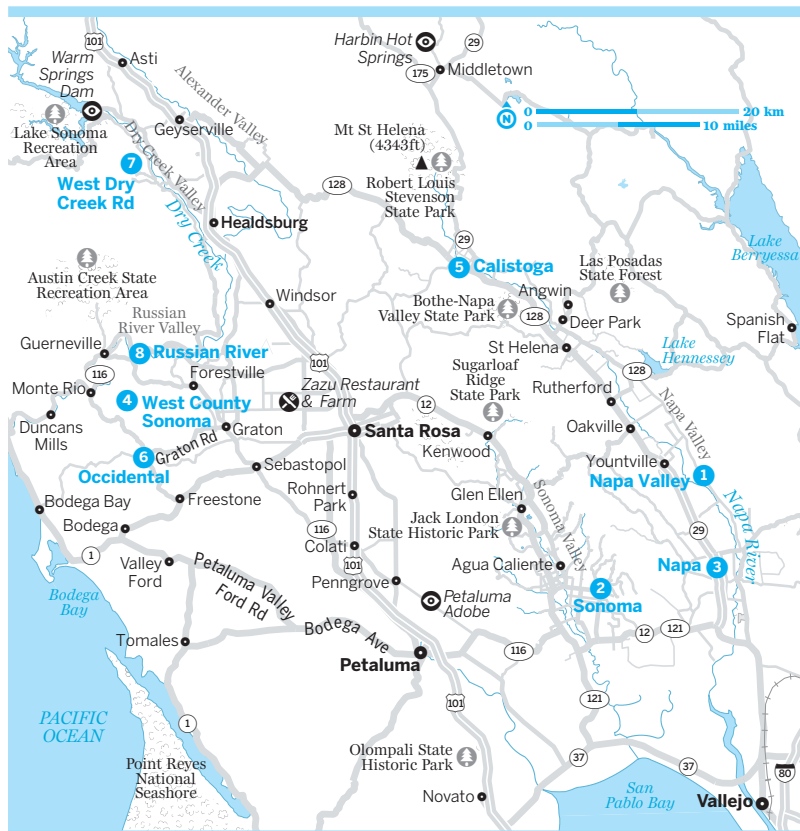 101
Asti
Warm
Springs
Dam
Alexander Valley
Harbin Hot
Springs
29
175
Middletown
N
0 20 km
0 10 miles
Lake Sonoma
Recreation
Area
Geyserville
Dry Creek Valley
7
West Dry
Creek Rd
Dry Creek
Healdsburg
Mt St Helena
(4343ft)
Robert Louis
Stevenson
State Park
128
29
5 Calistoga
Las Posadas
State Forest
Lake
Berryessa
Austin Creek State
Recreation Area
Windsor
Bothe-Napa
Valley State Park
Angwin
128
Deer Park
Spanish
Flat
Russian
River Valley
Guerneville
8 Russian River
101
St Helena
Lake
Hennessey
128
116
Forestville
Monte Rio
4 West County
Sonoma
Zazu Restaurant
& Farm
12
Sugarloaf
Ridge
State Park
Rutherford
Napa Valley
Duncans
Mills
Graton
Santa Rosa
Kenwood
Oakville
6
Occidental
Graton Rd
Sebastopol
Yountville
Napa Valley 1
Bodega Bay
Freestone
Rohnert
Park
Glen Ellen
Sonoma Valley
Napa River
Bodega
116
Jack London
State Historic Park
29
1
Valley
Ford
Colati
101
Agua Caliente
Napa 3
Petaluma Valley
Ford Rd
Penngrove
2
Sonoma
Bodega
Bay
Petaluma
Adobe
Bodega Ave
12
121
Tomales
116
Petaluma
121
101
PACIFIC
OCEAN
1
Point Reyes
National
Seashore
Olompali State
Historic Park
37
37
80
Novato
San
Pablo Bay
Vallejo